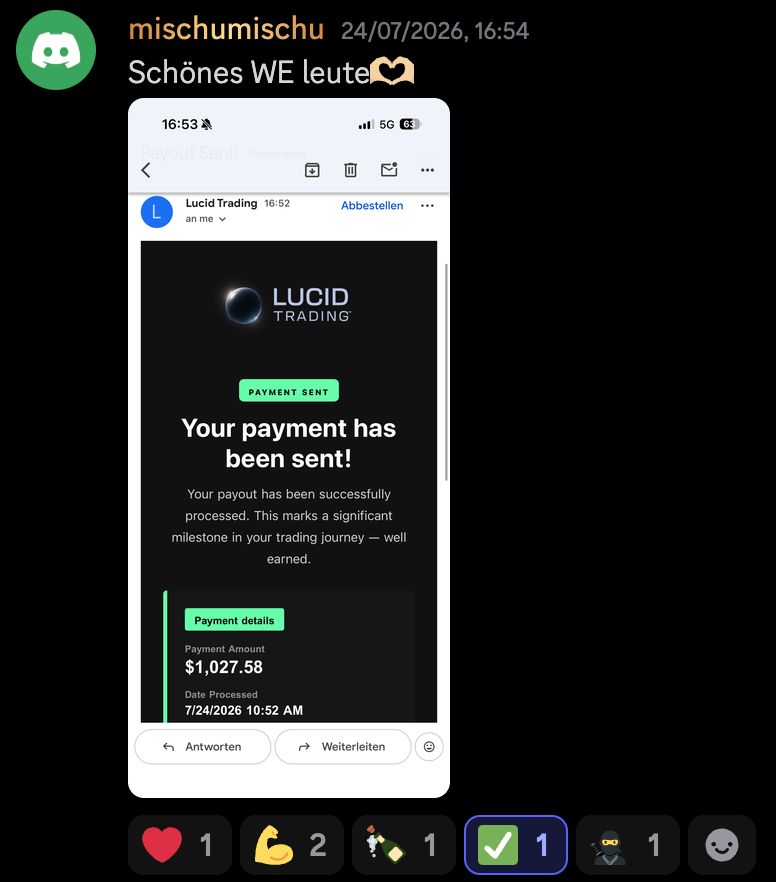 mischumischu 24/07/2026, 16:54
Schönes WE leute🫶
16:53 5G 63
Payout Sent! Posteingang
Lucid Trading 16:52 Abbestellen
an me
L
LUCID
TRADING
PAYMENT SENT
Your payment has
been sent!
Your payout has been successfully
processed. This marks a significant
milestone in your trading journey — well
earned.
Payment details
Payment Amount
$1,027.58
Date Processed
7/24/2026 10:52 AM
Antworten Weiterleiten
1 2 1 1 1